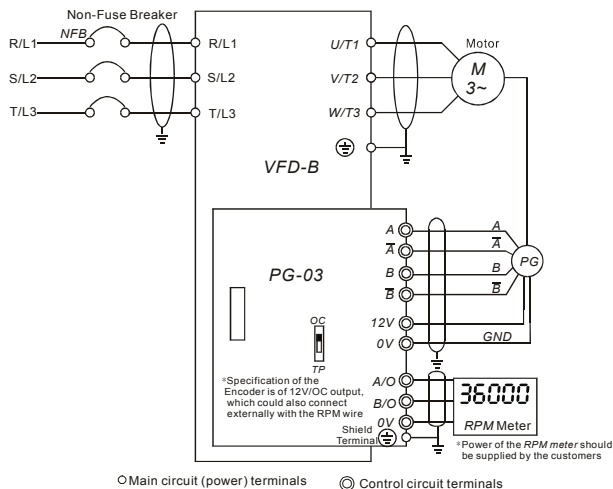 Non-Fuse Breaker
NFB
R/L1
S/L2
T/L3
R/L1
S/L2
T/L3
U/T1
V/T2
W/T3
Motor
M
3~
VFD-B
PG-03
OC
TP
*Specification of the
Encoder is of 12V/OC output,
which could also connect
externally with the RPM wire
A
A̅
B
B̅
12V
0V
A
A̅
B
B̅
GND
PG
A/O
B/O
0V
Shield
Terminal
36000
RPM Meter
*Power of the RPM meter should
be supplied by the customers
Main circuit (power) terminals
Control circuit terminals